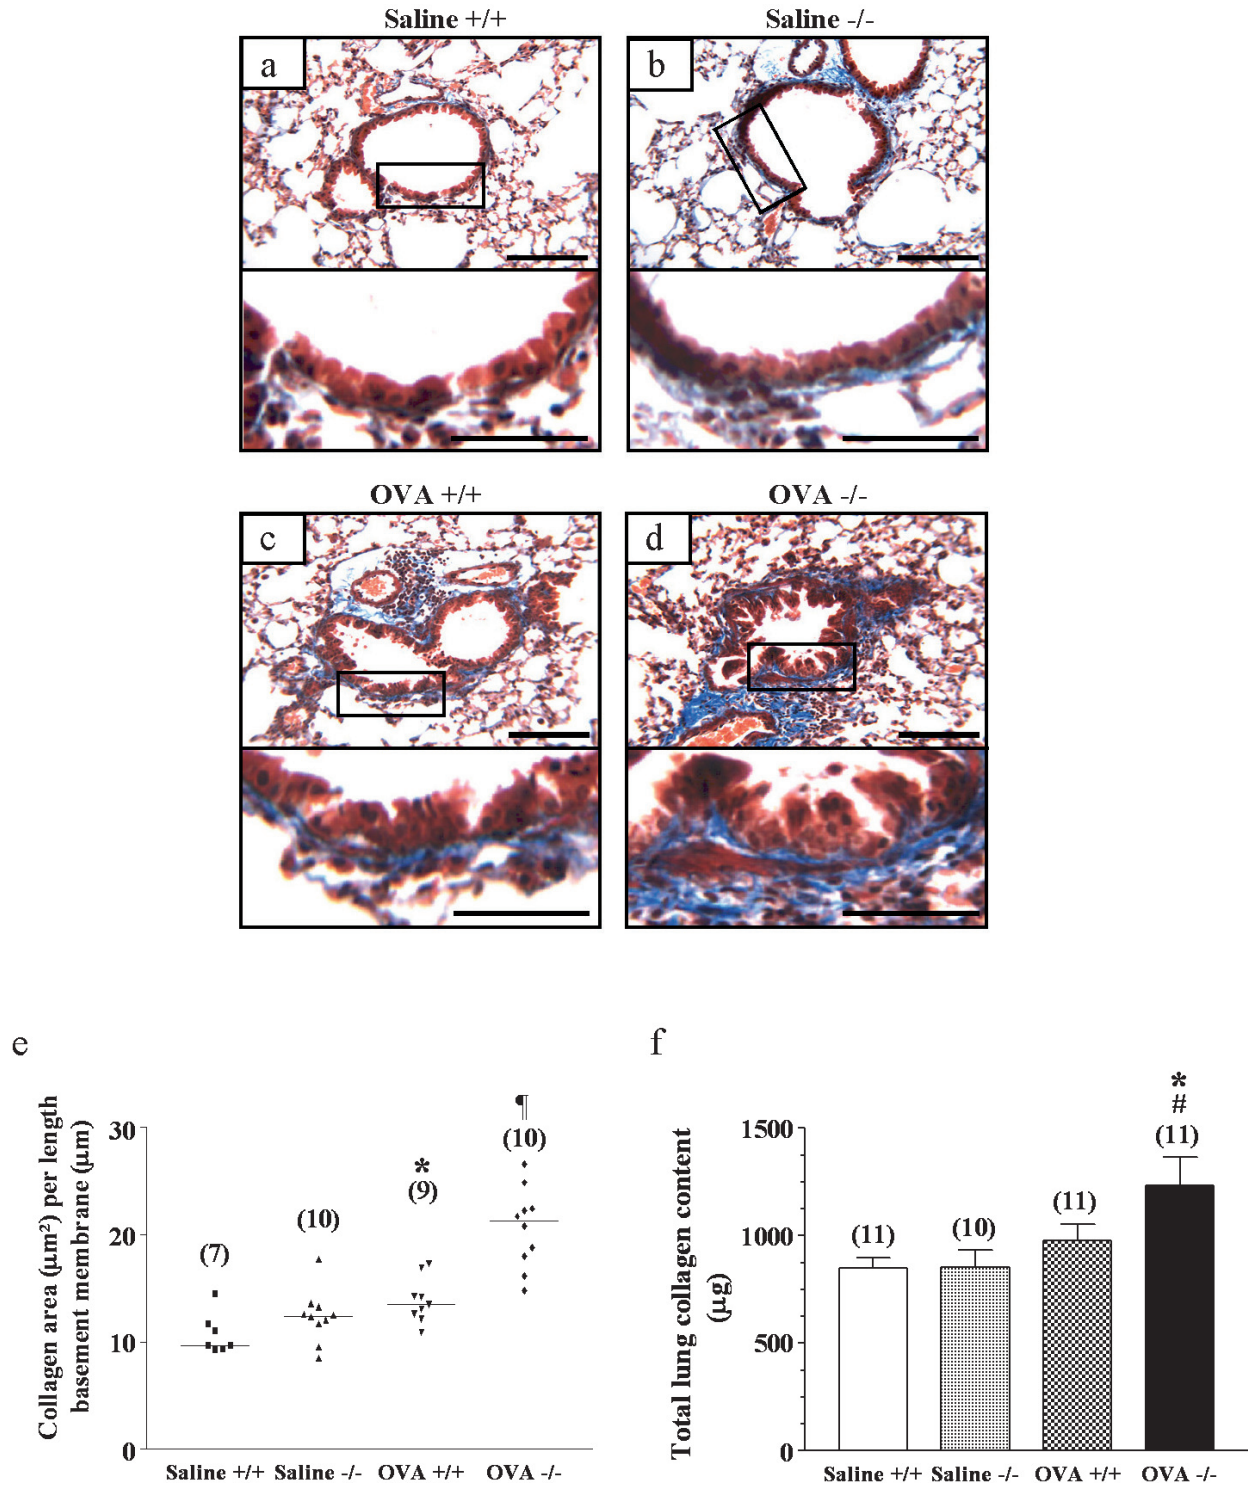 Saline +/+
Saline -/-
a
b
OVA +/+
OVA -/-
c
d
e
Collagen area (µm²) per length
basement membrane (µm)
30
20
10
0
(7)
(10)
*
(9)
¶
(10)
Saline +/+
Saline -/-
OVA +/+
OVA -/-
f
Total lung collagen content
(µg)
1500
1000
500
0
(11)
(10)
(11)
*
#
(11)
Saline +/+
Saline -/-
OVA +/+
OVA -/-